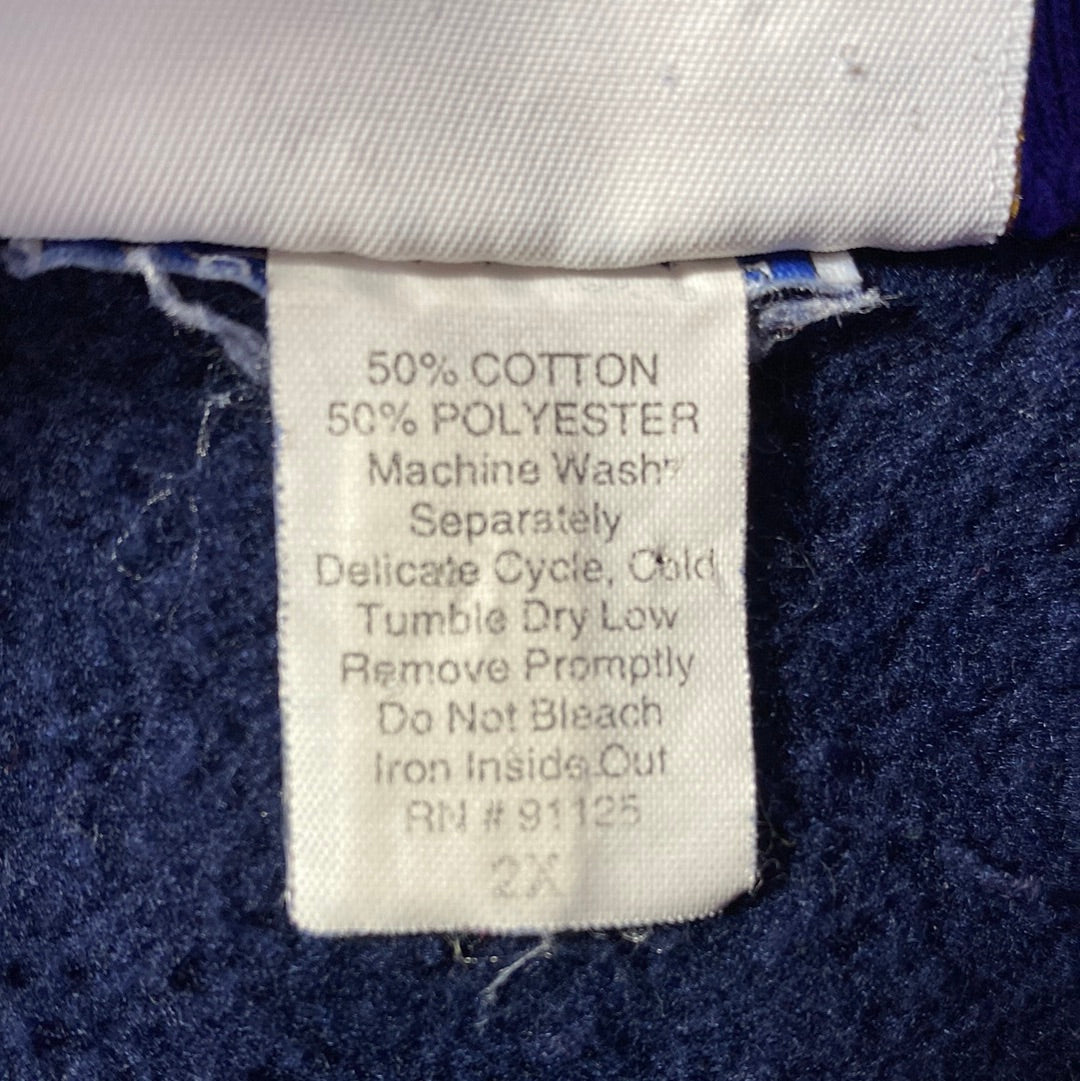 50% COTTON
50% POLYESTER
Machine Wash
Separately
Delicate Cycle, Cold
Tumble Dry Low
Remove Promptly
Do Not Bleach
Iron Inside Out
RN # 91125
2X